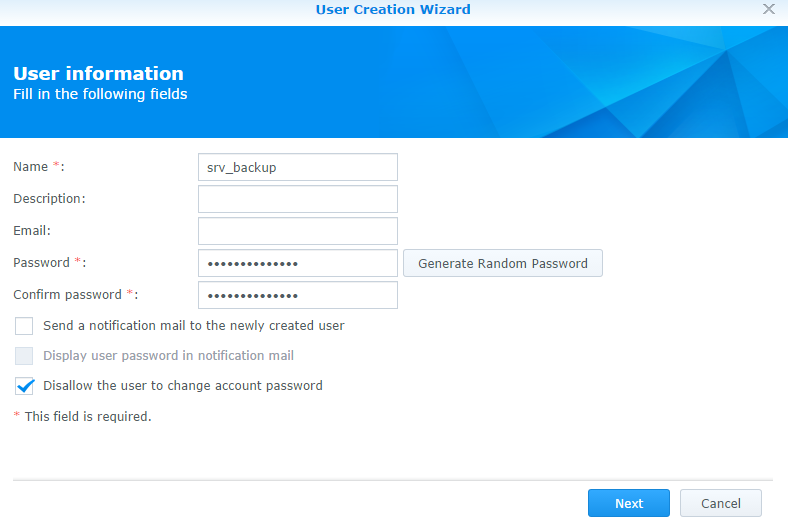 User Creation Wizard
User information
Fill in the following fields
Name *: srv_backup
Description:
Email:
Password *: •••••••••••••• Generate Random Password
Confirm password *: ••••••••••••••
Send a notification mail to the newly created user
Display user password in notification mail
Disallow the user to change account password
* This field is required.
Next Cancel